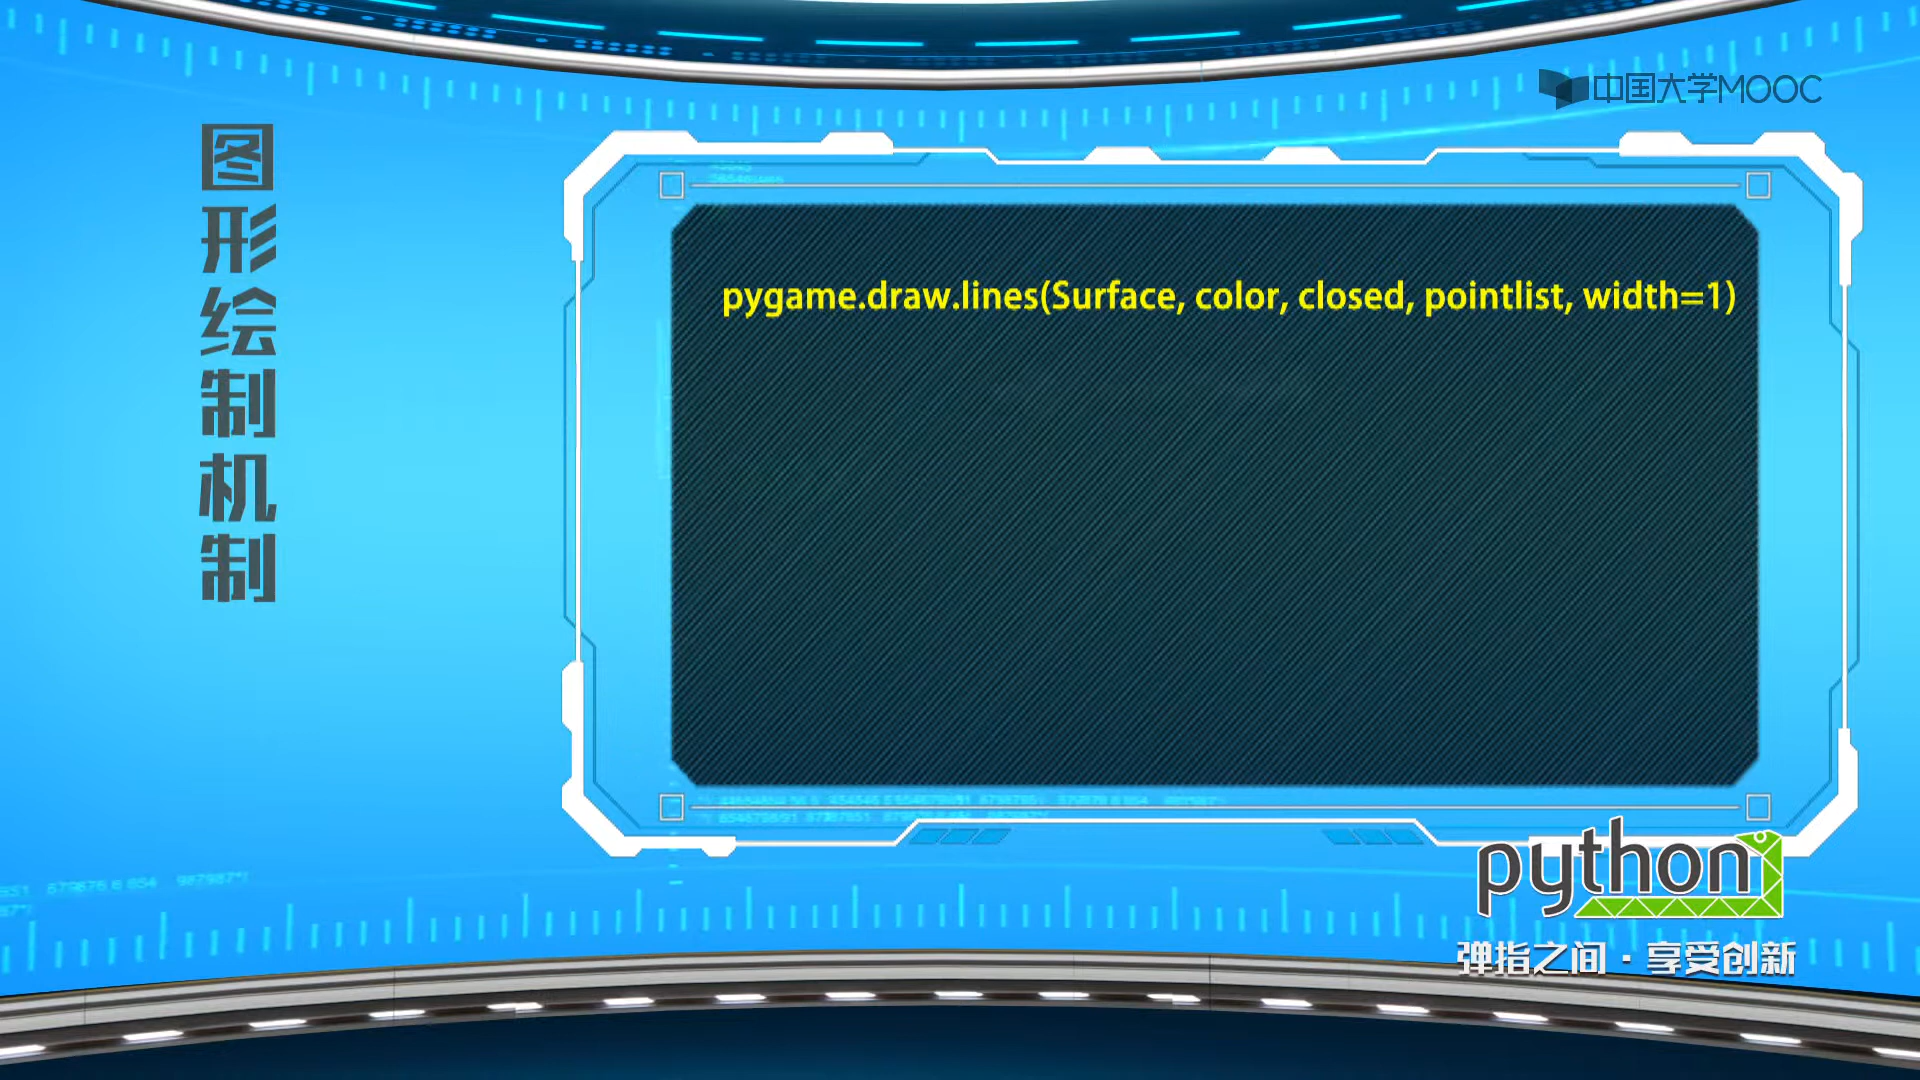 中国大学MOOC
图形绘制机制
pygame.draw.lines(Surface, color, closed, pointlist, width=1)
python
弹指之间·享受创新